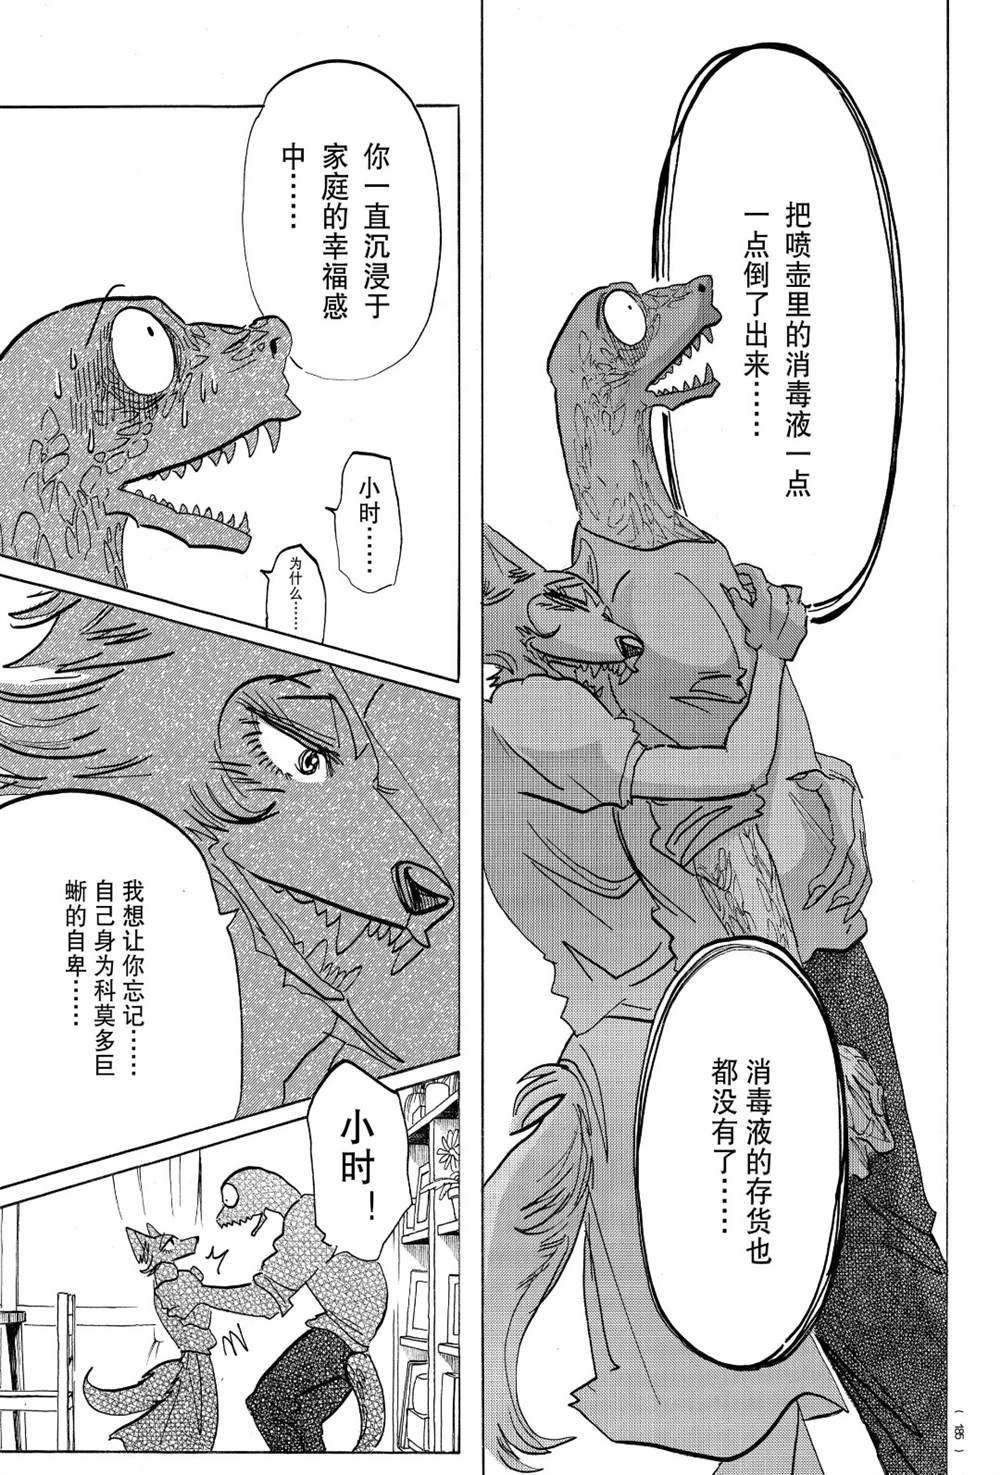 把喷壶里的消毒液一点
一点倒了出来……
消毒液的存货也
都没有了……
你一直沉浸于
家庭的幸福感
中……
小时……
为什么……
我想让你忘记……
自己身为科莫多巨
蜥的自卑……
小时！